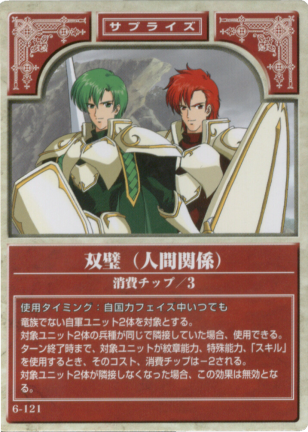 サプライズ
双璧（人間関係）
消費チップ／3
使用タイミング：自国力フェイス中いつでも
竜族でない自軍ユニット2体を対象とする。
対象ユニット2体の兵種が同じで隣接していた場合、使用できる。
ターン終了時まで、対象ユニットが紋章能力、特殊能力、「スキル」
を使用するとき、そのコスト、消費チップは－2される。
対象ユニット2体が隣接しなくなった場合、この効果は無効とな
る。
6-121